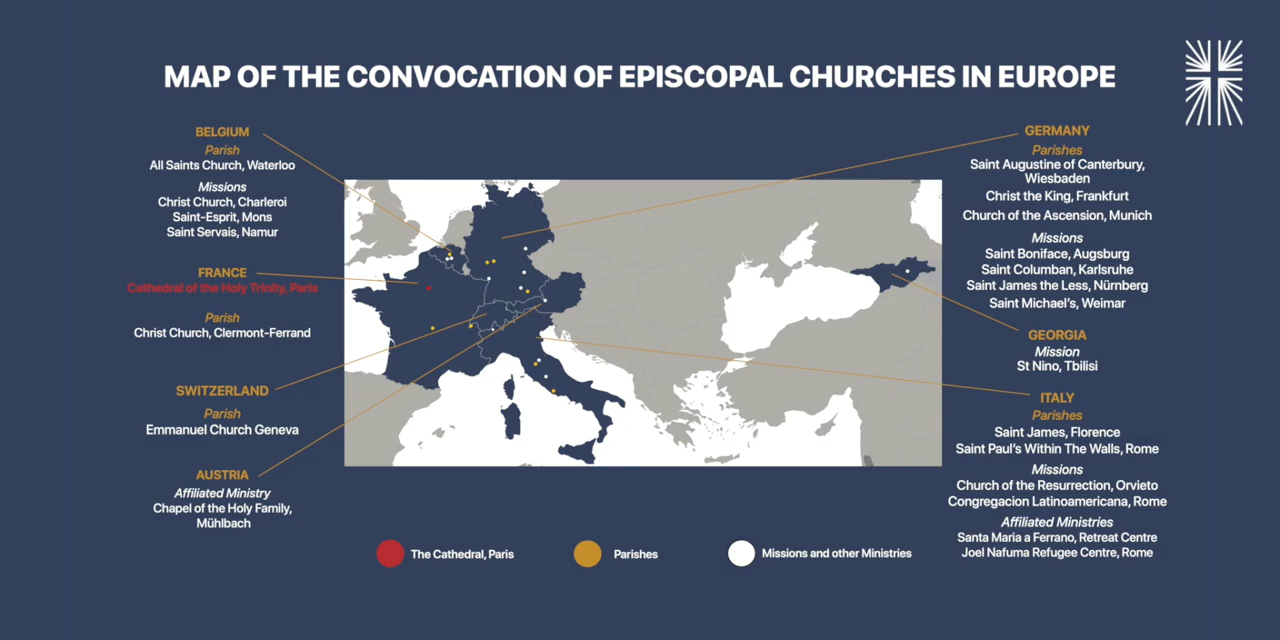 MAP OF THE CONVOCATION OF EPISCOPAL CHURCHES IN EUROPE
BELGIUM
Parish
All Saints Church, Waterloo
Missions
Christ Church, Charleroi
Saint-Esprit, Mons
Saint Servais, Namur
FRANCE
Cathedral of the Holy Trinity, Paris
Parish
Christ Church, Clermont-Ferrand
SWITZERLAND
Parish
Emmanuel Church Geneva
AUSTRIA
Affiliated Ministry
Chapel of the Holy Family,
Mühlbach
GERMANY
Parishes
Saint Augustine of Canterbury,
Wiesbaden
Christ the King, Frankfurt
Church of the Ascension, Munich
Missions
Saint Boniface, Augsburg
Saint Columban, Karlsruhe
Saint James the Less, Nürnberg
Saint Michael's, Weimar
GEORGIA
Mission
St Nino, Tbilisi
ITALY
Parishes
Saint James, Florence
Saint Paul's Within The Walls, Rome
Missions
Church of the Resurrection, Orvieto
Congregacion Latinoamericana, Rome
Affiliated Ministries
Santa Maria a Ferrano, Retreat Centre
Joel Nafuma Refugee Centre, Rome
The Cathedral, Paris
Parishes
Missions and other Ministries